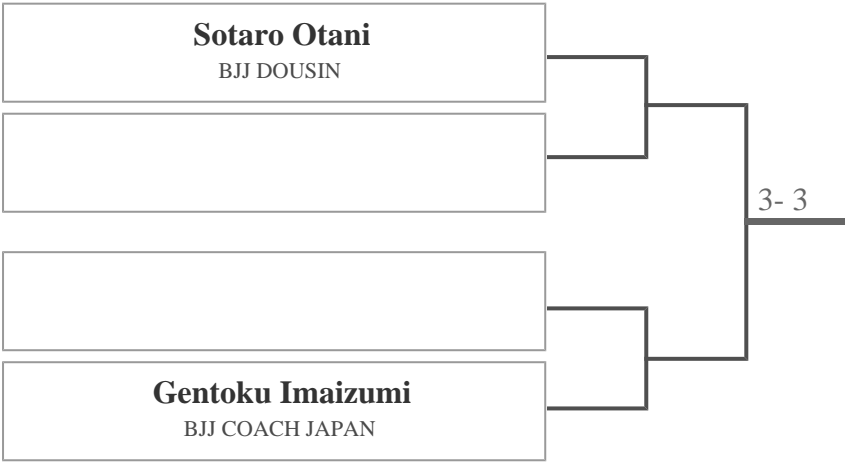 Sotaro Otani
BJJ DOUSIN
3- 3
Gentoku Imaizumi
BJJ COACH JAPAN